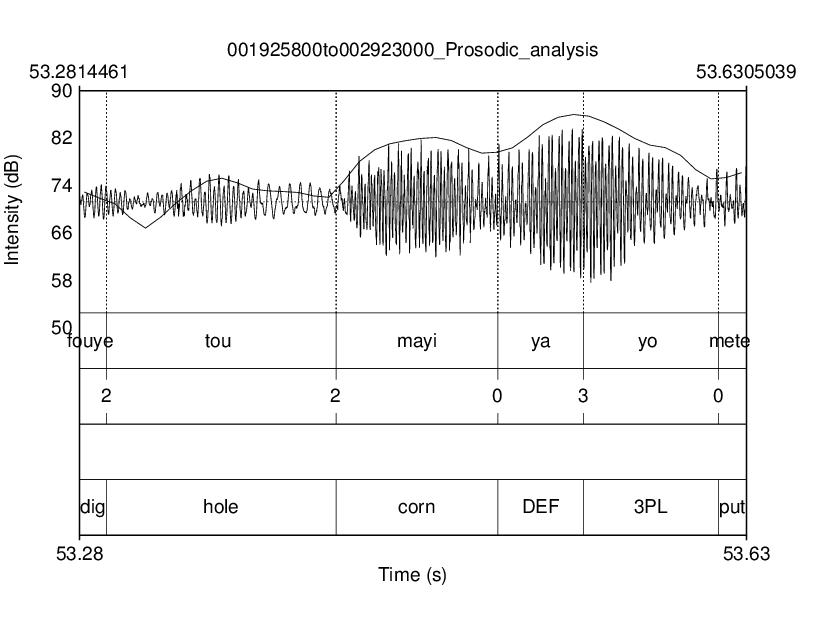 001925800to002923000_Prosodic_analysis
53.2814461 53.6305039
90
82
74
66
58
50
Intensity (dB)
fouye tou mayi ya yo mete
2 2 0 3 0
dig hole corn DEF 3PL put
53.28 53.63
Time (s)